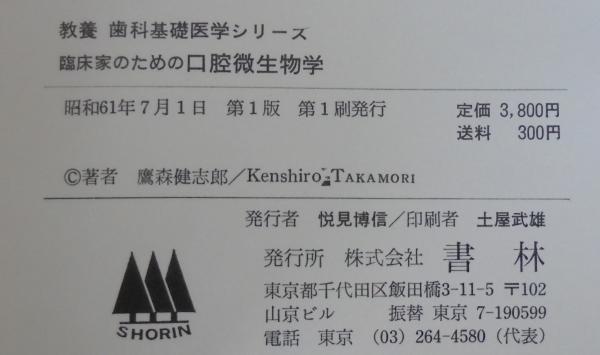 教養 歯科基礎医学シリーズ
臨床家のための口腔微生物学
昭和61年7月1日 第1版 第1刷発行 定価 3,800円
送料 300円
©著者 鷹森健志郎/Kenshiro TAKAMORI
発行者 悦見博信/印刷者 土屋武雄
発行所 株式会社 書林
東京都千代田区飯田橋3-11-5 〒102
山京ビル 振替 東京 7-190599
電話 東京 (03) 264-4580 (代表)
SHORIN